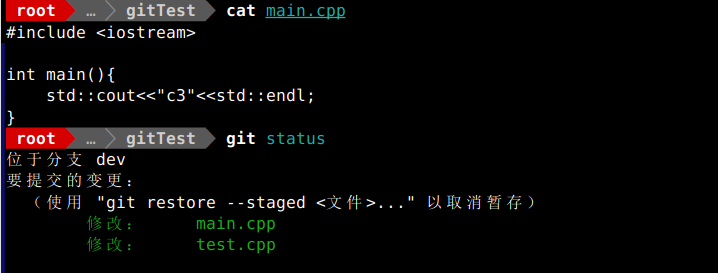 root … gitTest cat main.cpp
#include <iostream>
int main(){
std::cout<<"c3"<<std::endl;
}
root … gitTest git status
位于分支 dev
要提交的变更：
（使用 "git restore --staged <文件>..." 以取消暂存）
修改： main.cpp
修改： test.cpp